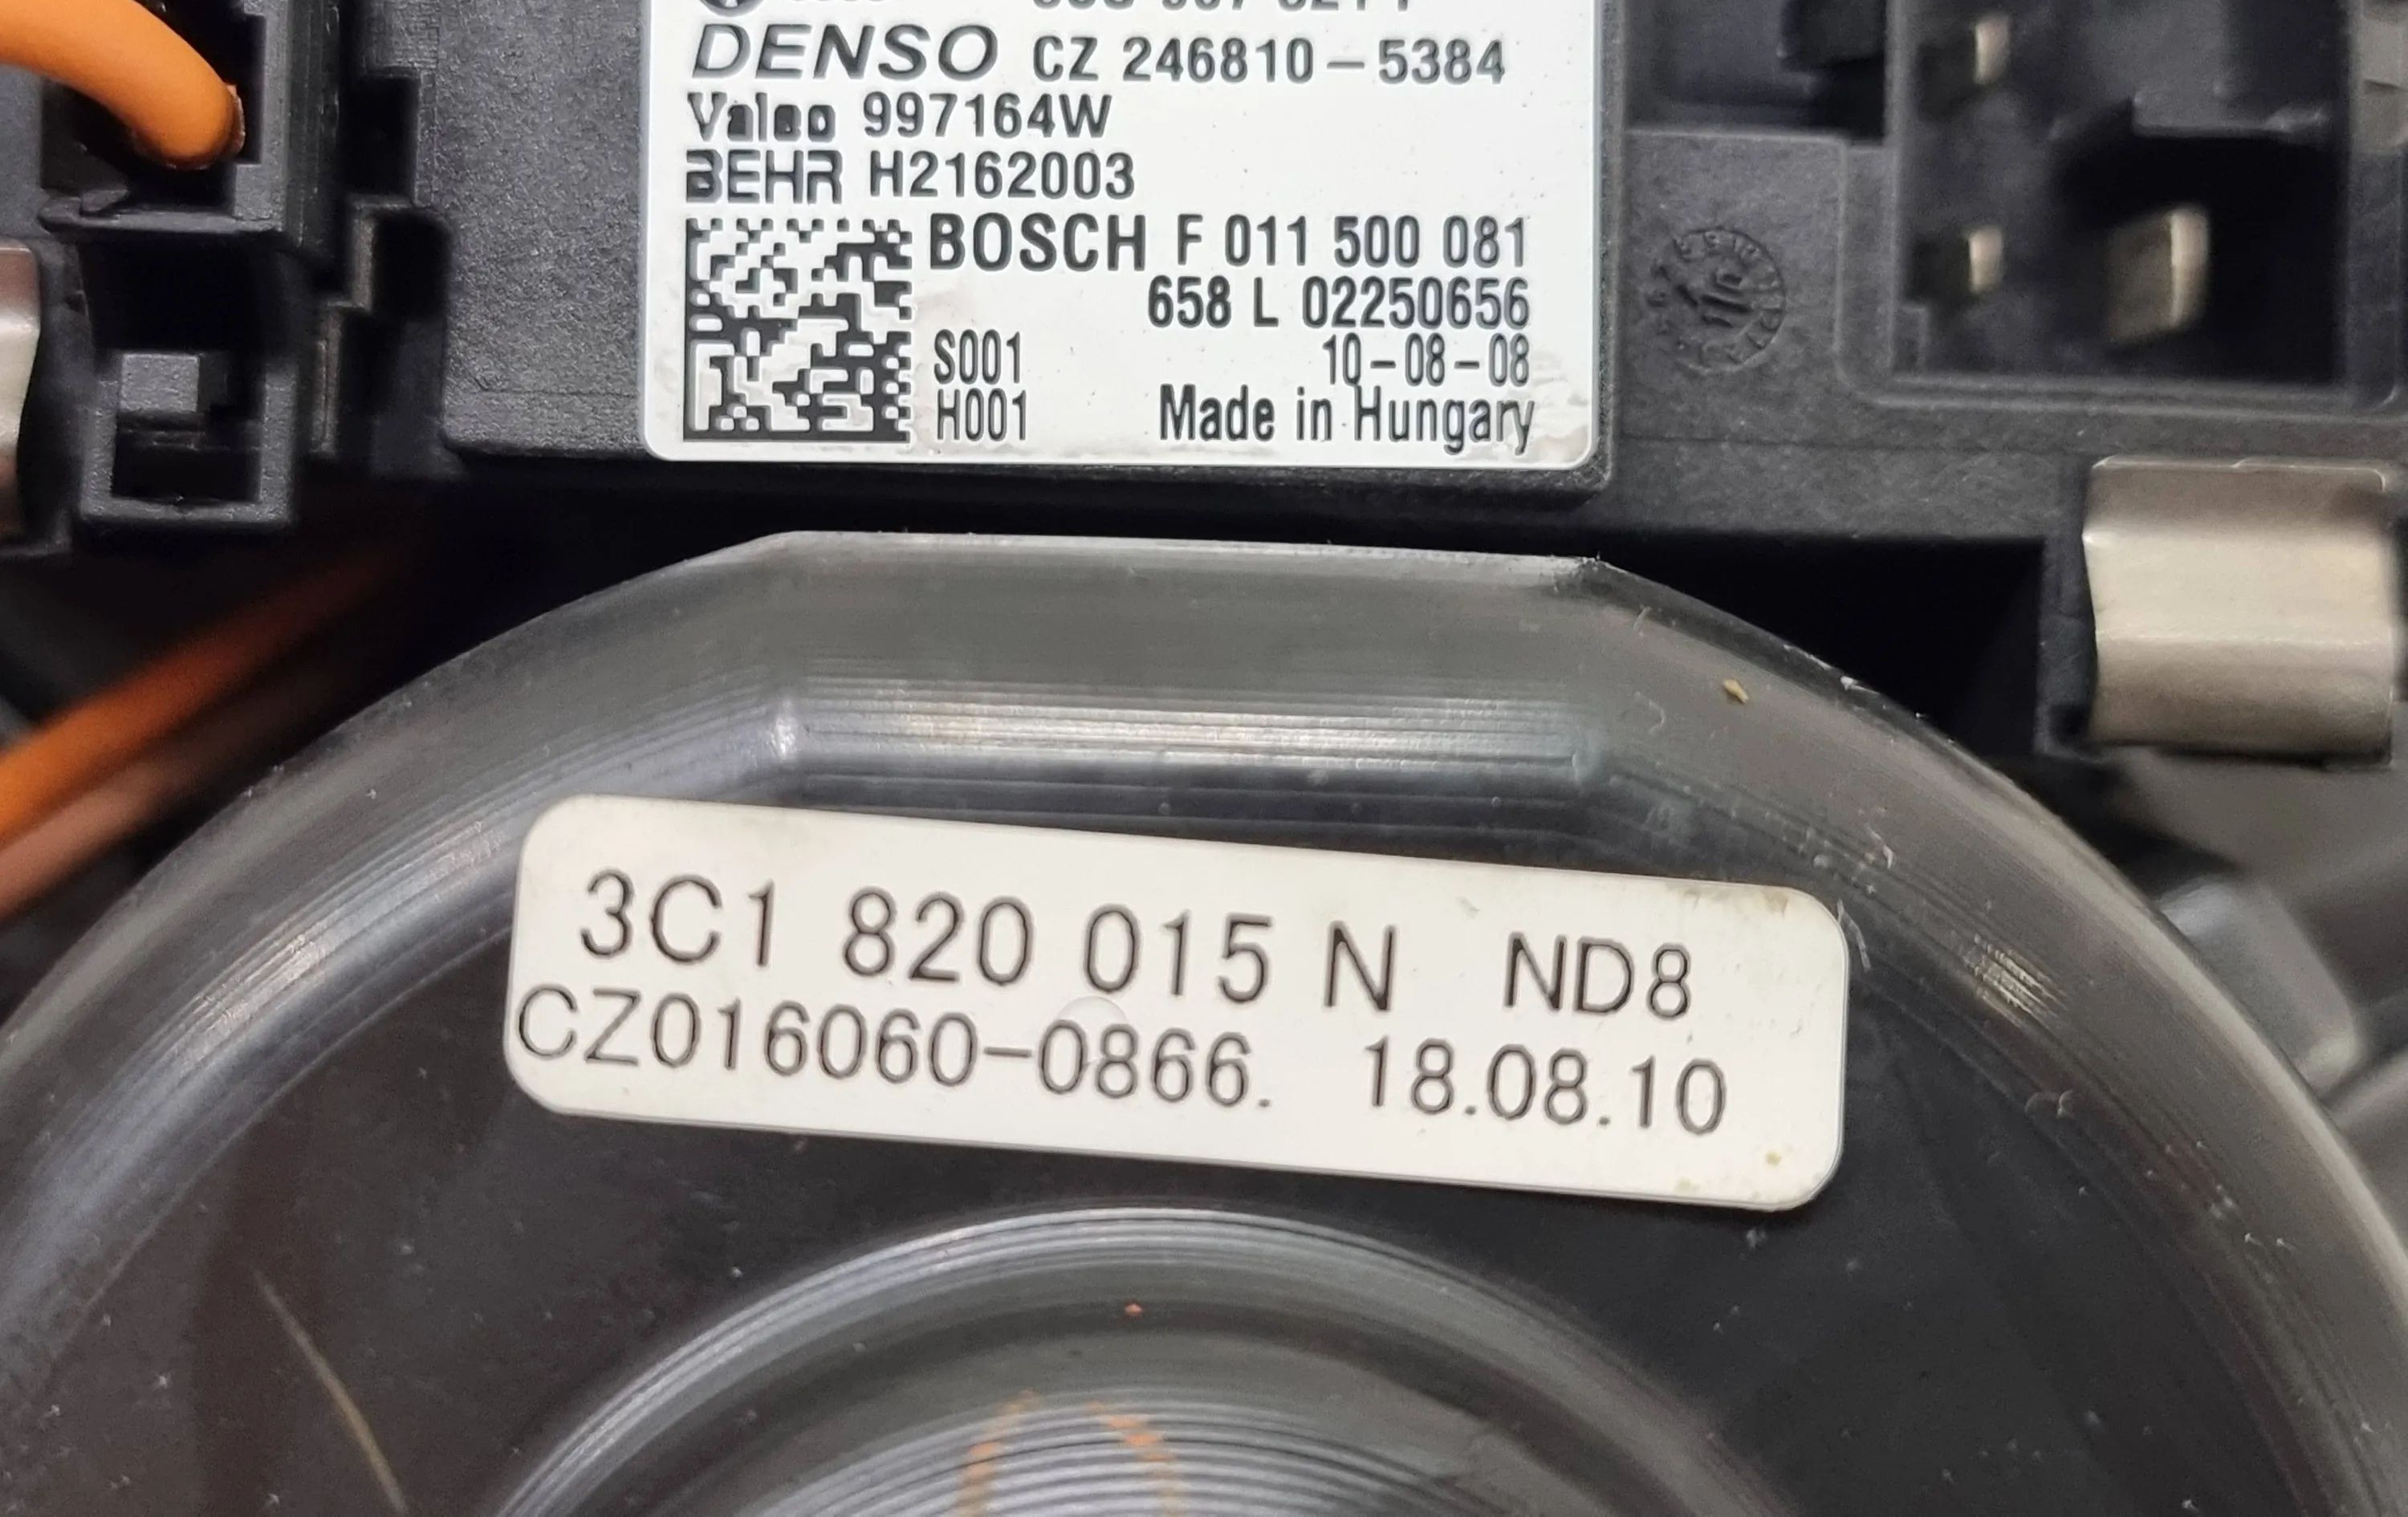 DENSO CZ 246810-5384
Valeo 997164W
BEHR H2162003
BOSCH F 011 500 081
658 L 02250656
S001 10-08-08
H001 Made in Hungary
3C1 820 015 N ND8
CZ016060-0866. 18.08.10